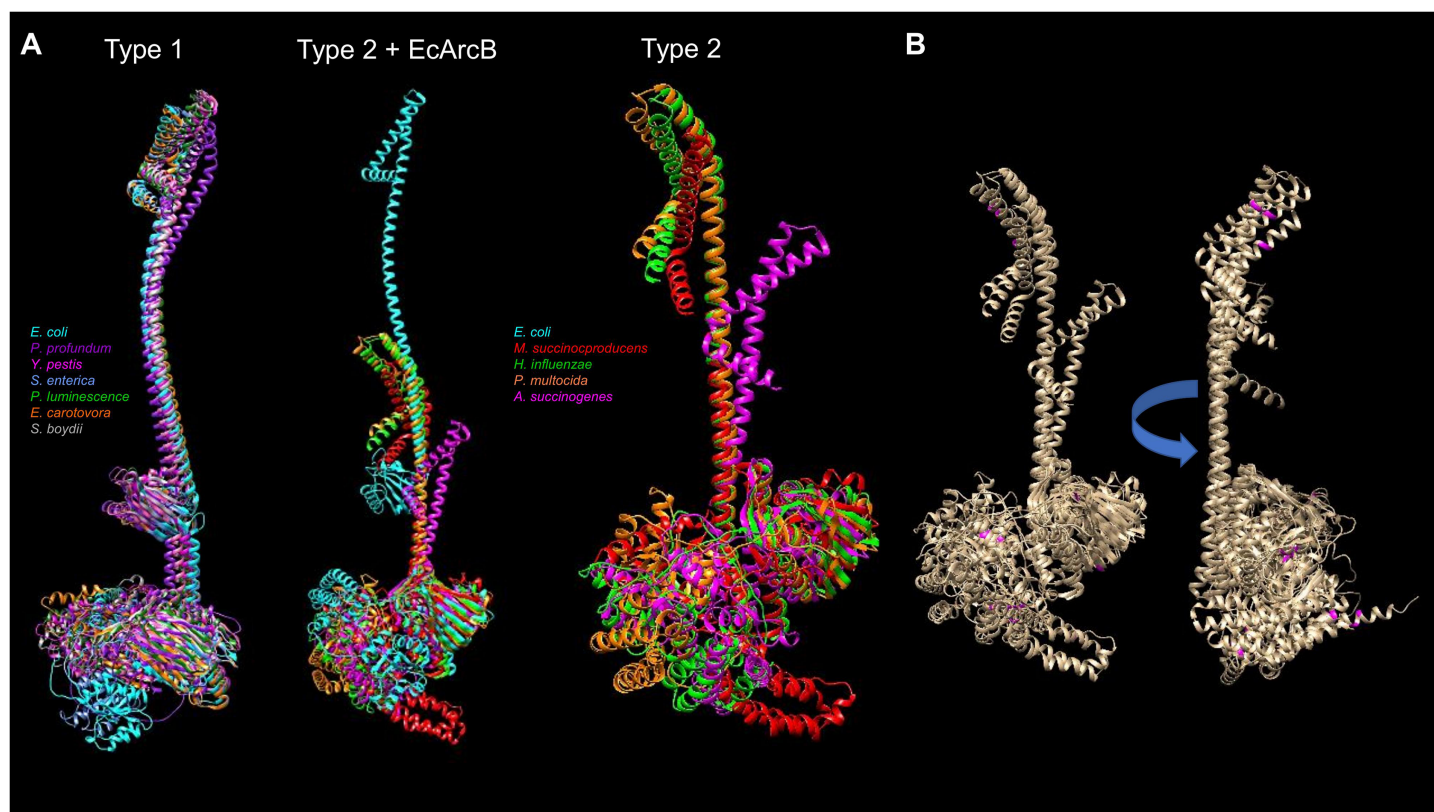 A
Type 1
Type 2 + EcArcB
Type 2
B
E. coli
P. profundum
Y. pestis
S. enterica
P. luminescence
E. carotovora
S. boydii
E. coli
M. succinocproducens
H. influenzae
P. multocida
A. succinogenes